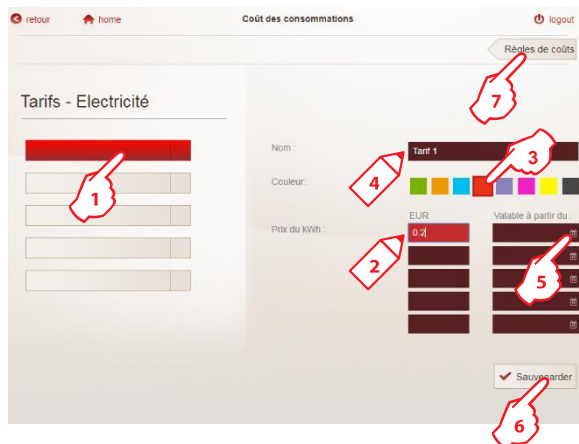 retour home Coût des consommations logout
Règles de coûts
7
Tarifs - Electricité
Nom : Tarif 1
3
1
Couleur:
4
EUR Valable à partir du :
Prix du kWh : 0.2
2
5
Sauvegarder
6